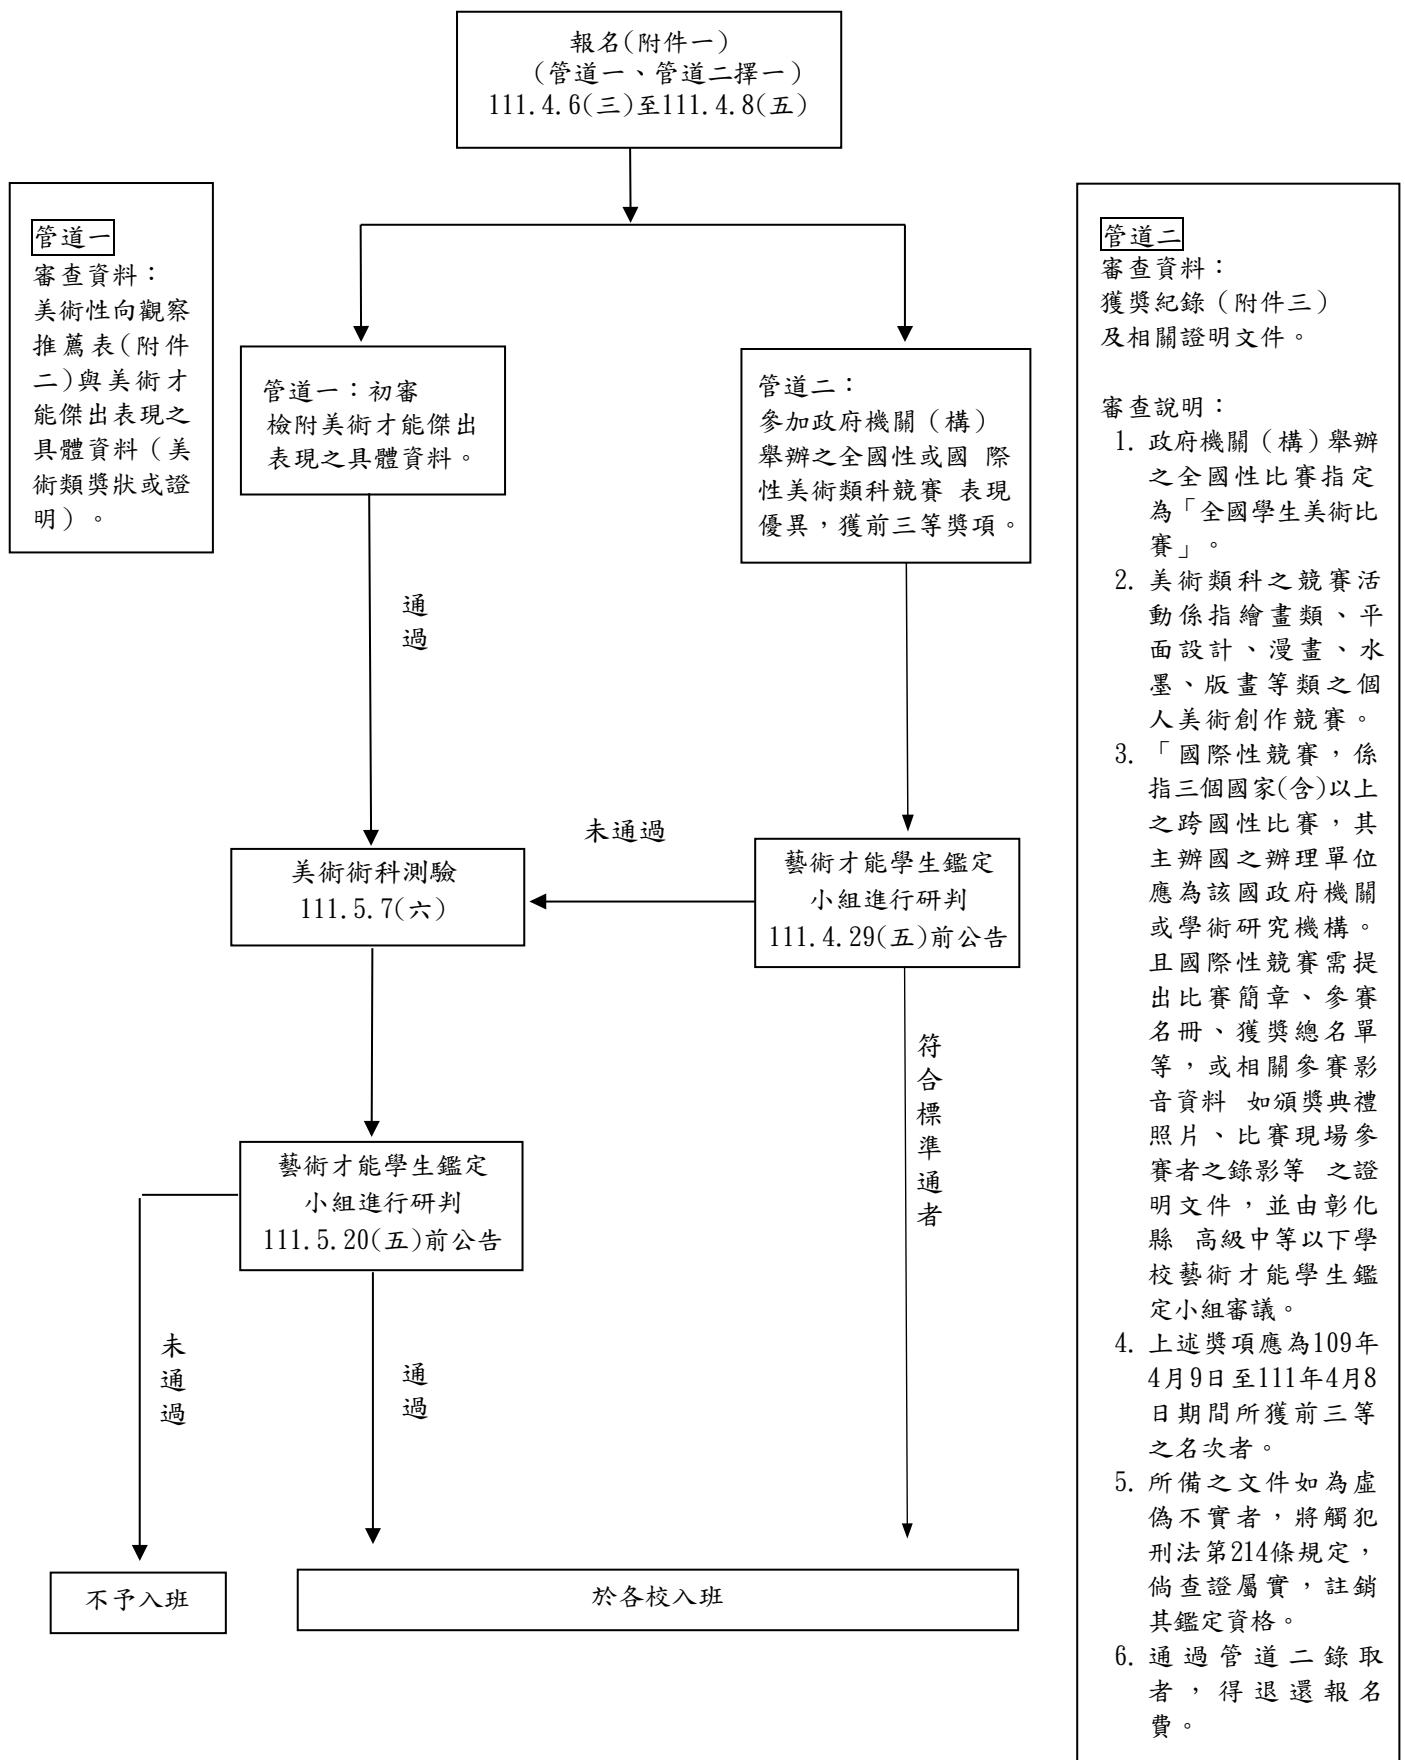 報名(附件一)
(管道一、管道二擇一)
111.4.6(三)至111.4.8(五)
管道一
審查資料：
美術性向觀察
推薦表(附件
二)與美術才
能傑出表現之
具體資料（美
術類獎狀或證
明）。
管道一：初審
檢附美術才能傑出
表現之具體資料。
管道二：
參加政府機關（構）
舉辦之全國性或國 際
性美術類科競賽 表現
優異，獲前三等獎項。
通
過
未通過
美術術科測驗
111.5.7(六)
藝術才能學生鑑定
小組進行研判
111.4.29(五)前公告
符
合
標
準
通
者
藝術才能學生鑑定
小組進行研判
111.5.20(五)前公告
未
通
過
通
過
不予入班
於各校入班
管道二
審查資料：
獲獎紀錄（附件三）
及相關證明文件。
審查說明：
1. 政府機關（構）舉辦
之全國性比賽指定
為「全國學生美術比
賽」。
2. 美術類科之競賽活
動係指繪畫類、平
面設計、漫畫、水
墨、版畫等類之個
人美術創作競賽。
3. 「國際性競賽，係
指三個國家(含)以上
之跨國性比賽，其
主辦國之辦理單位
應為該國政府機關
或學術研究機構。
且國際性競賽需提
出比賽簡章、參賽
名冊、獲獎總名單
等，或相關參賽影
音資料 如頒獎典禮
照片、比賽現場參
賽者之錄影等 之證
明文件，並由彰化
縣 高級中等以下學
校藝術才能學生鑑
定小組審議。
4. 上述獎項應為109年
4月9日至111年4月8
日期間所獲前三等
之名次者。
5. 所備之文件如為虛
偽不實者，將觸犯
刑法第214條規定，
倘查證屬實，註銷
其鑑定資格。
6. 通過管道二錄取
者，得退還報名
費。